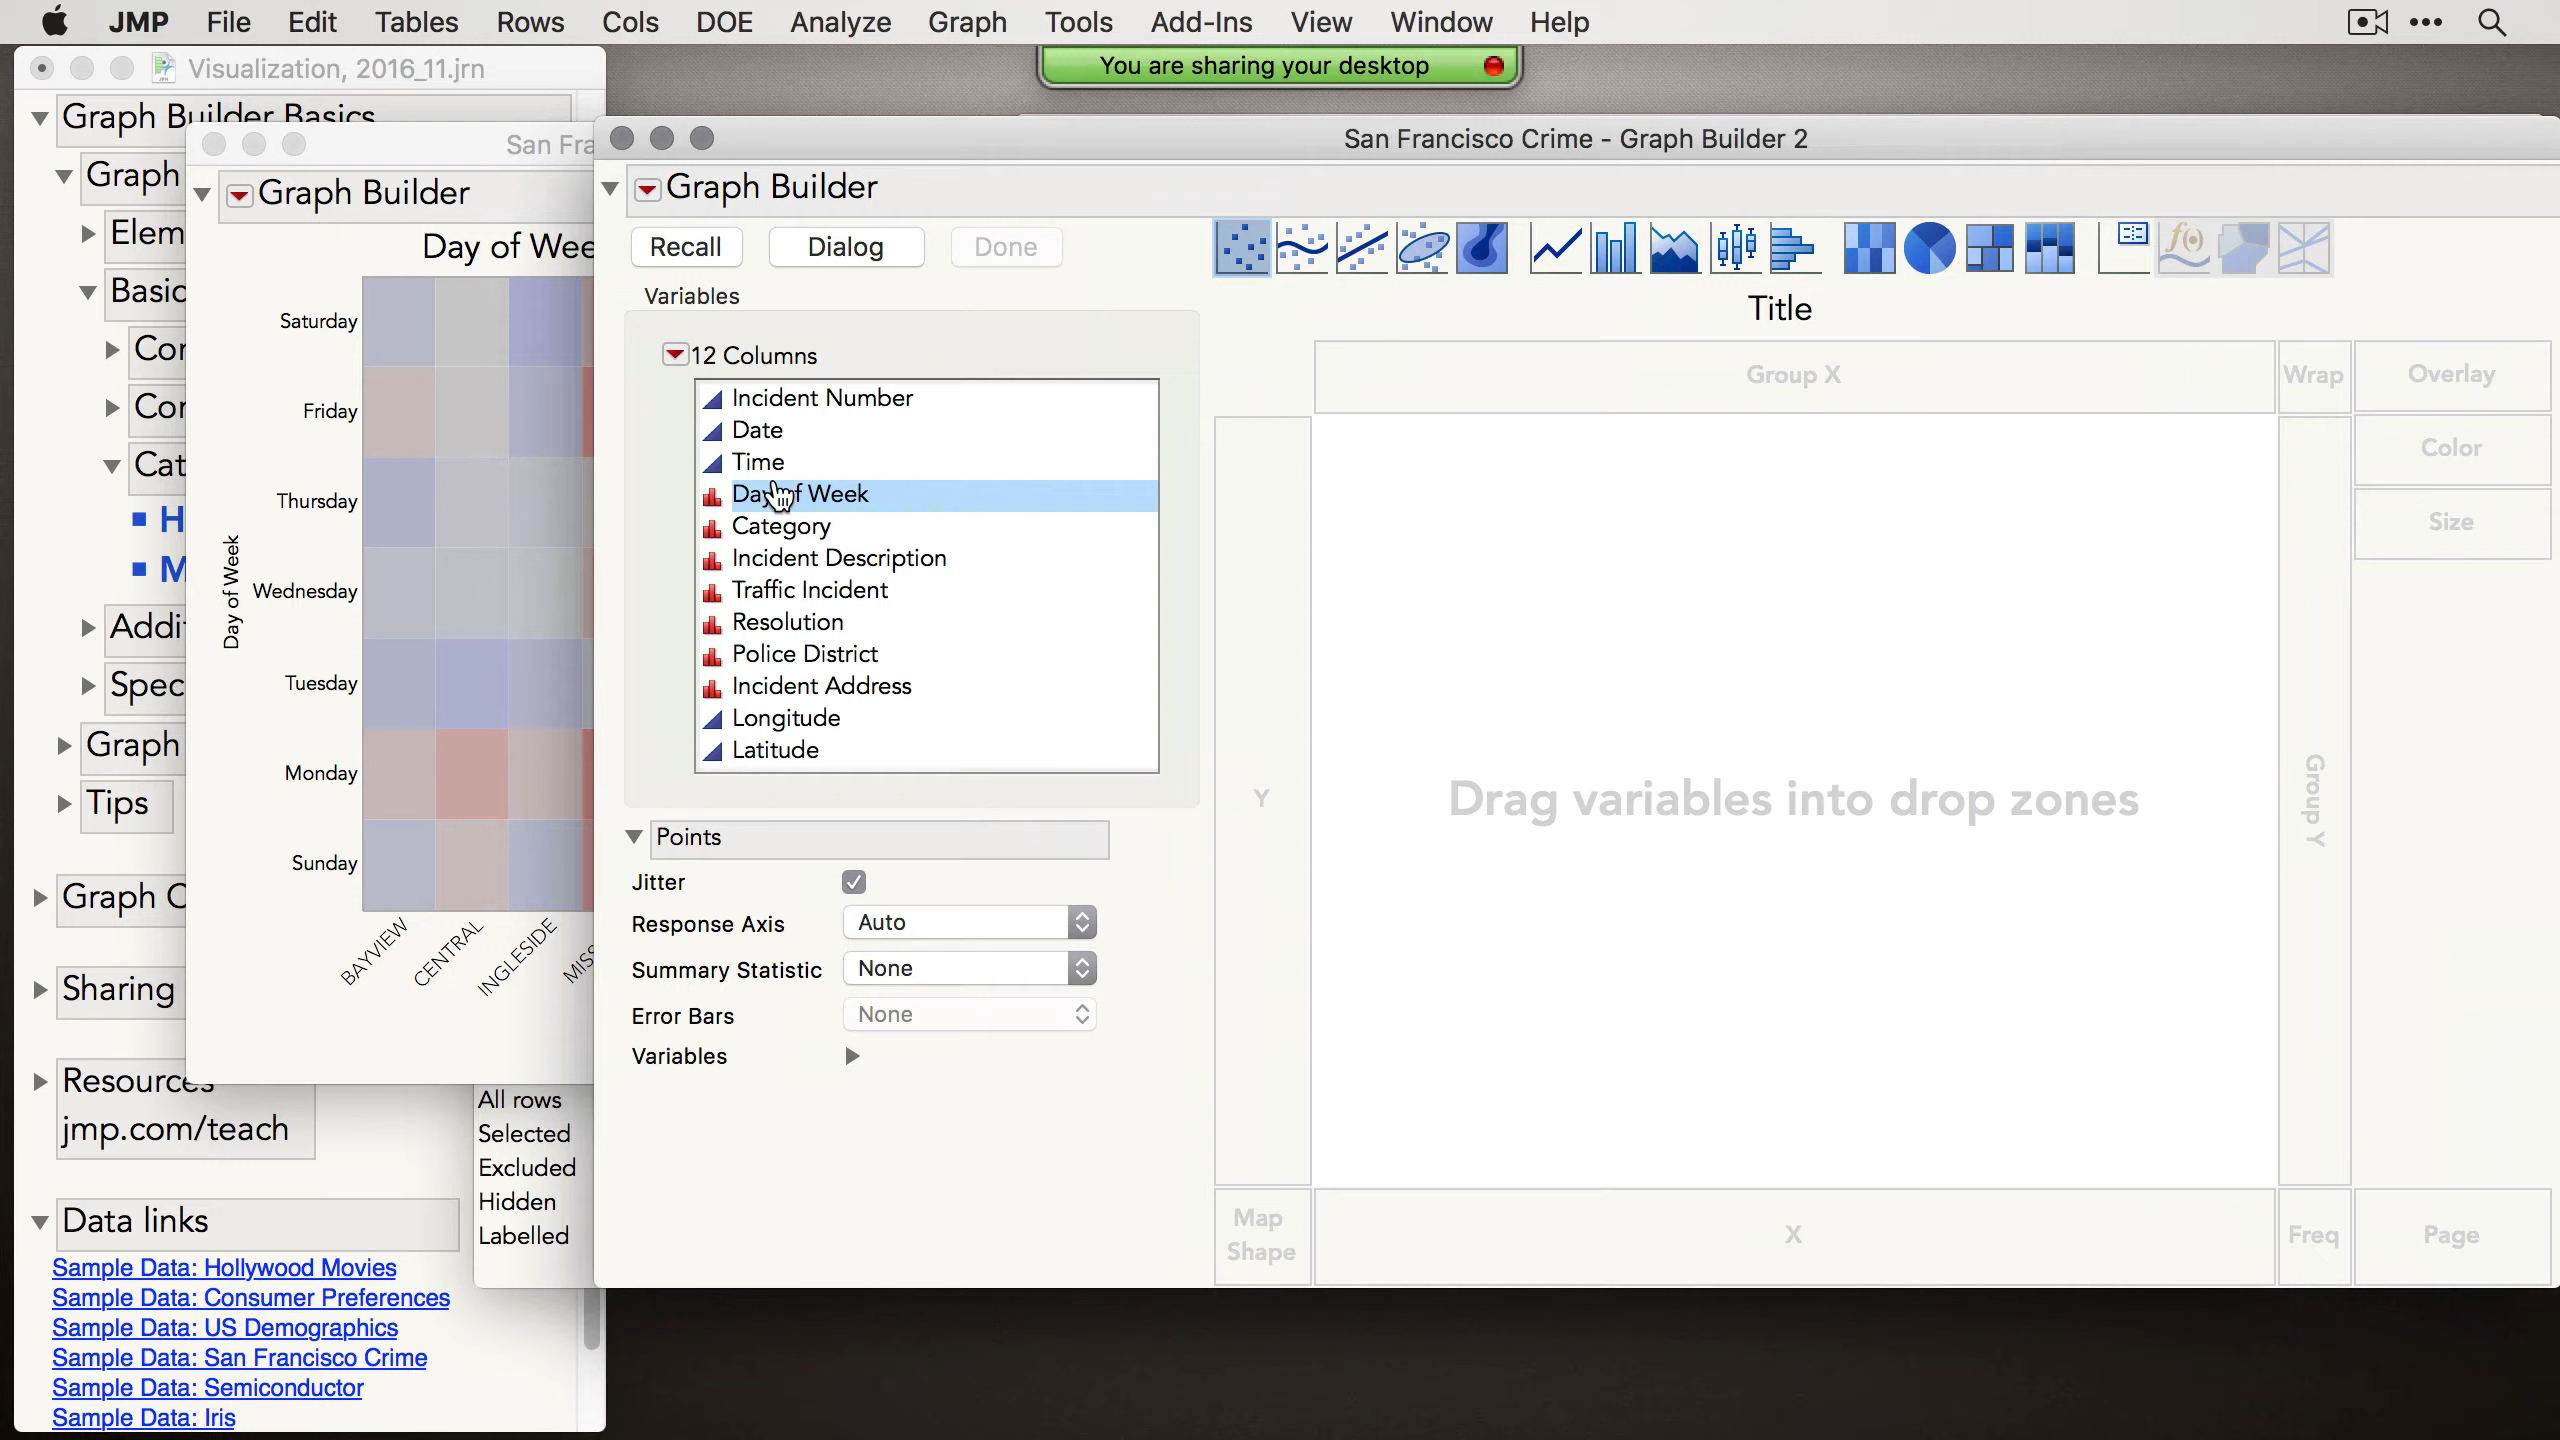 JMP File Edit Tables Rows Cols DOE Analyze Graph Tools Add-Ins View Window Help
You are sharing your desktop
Visualization, 2016_11.jrn
Graph Builder Basics
Graph
Elem
Basic
Cor
Cor
Cat
H
M
Addi
Spec
Graph
Tips
Graph C
Sharing
Resources
jmp.com/teach
Data links
Sample Data: Hollywood Movies
Sample Data: Consumer Preferences
Sample Data: US Demographics
Sample Data: San Francisco Crime
Sample Data: Semiconductor
Sample Data: Iris
San Fra
Graph Builder
Day of Wee
Day of Week
Saturday
Friday
Thursday
Wednesday
Tuesday
Monday
Sunday
BAYVIEW
CENTRAL
INGLESIDE
MISS
All rows
Selected
Excluded
Hidden
Labelled
San Francisco Crime - Graph Builder 2
Graph Builder
Recall Dialog Done
Variables
12 Columns
Incident Number
Date
Time
Day of Week
Category
Incident Description
Traffic Incident
Resolution
Police District
Incident Address
Longitude
Latitude
Points
Jitter
Response Axis Auto
Summary Statistic None
Error Bars None
Variables
Title
Group X
Wrap
Overlay
Color
Size
Y
Drag variables into drop zones
Group Y
Map
Shape
X
Freq
Page